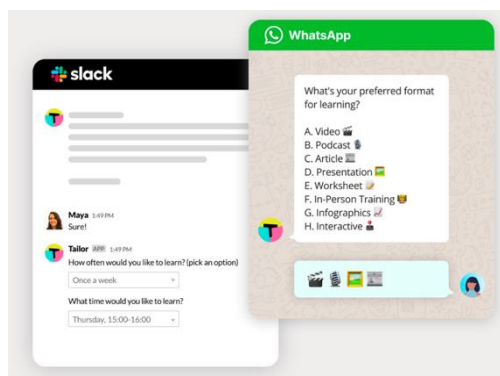 slack
Maya 1:49 PM
Sure!
Tailor APP 1:49 PM
How often would you like to learn? (pick an option)
Once a week
What time would you like to learn?
Thursday, 15:00-16:00
WhatsApp
What's your preferred format
for learning?
A. Video 🎬
B. Podcast 🎙️
C. Article 📰
D. Presentation 🖼️
E. Worksheet 📝
F. In-Person Training 👩‍🏫
G. Infographics 📈
H. Interactive 🕹️
🎬 🎙️ 🖼️ 📰